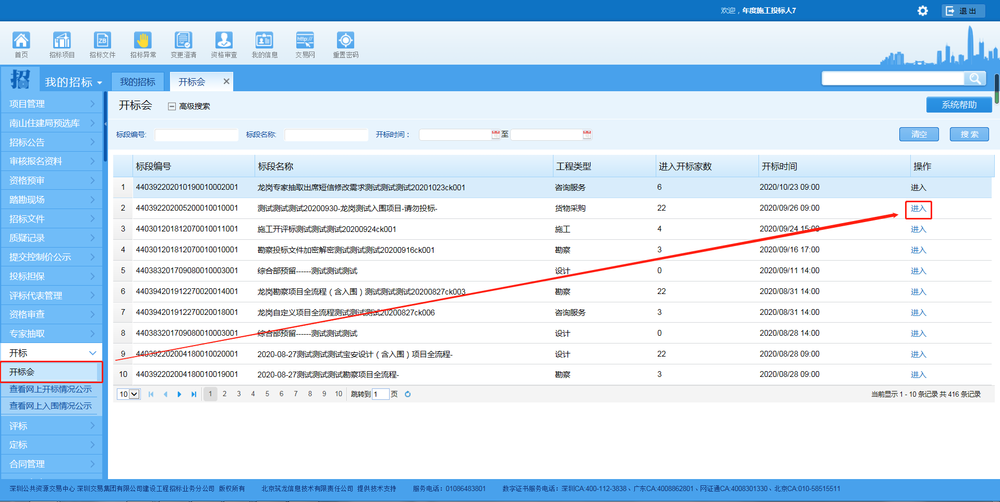 欢迎，年度施工投标人7
退 出
首页 招标项目 招标文件 招标异常 变更澄清 资格审查 我的信息 交易网 重置密码
ZB
http://
招 我的招标
我的招标 开标会
项目管理
南山住建局预选库
招标公告
审核报名资料
资格预审
踏勘现场
招标文件
质疑记录
提交控制价公示
投标担保
评标代表管理
资格审查
专家抽取
开标
开标会
查看网上开标情况公示
查看网上入围情况公示
评标
定标
合同管理
开标会 高级搜索
系统帮助
标段编号: 标段名称: 开标时间： 至
清空 搜 索
标段编号 标段名称 工程类型 进入开标家数 开标时间 操作
1 440392202010190010002001 龙岗专家抽取出席短信修改需求测试测试测试20201023ck001 咨询服务 6 2020/10/23 09:00 进入
2 440392202005200010010001 测试测试测试20200930-龙岗测试入围项目-请勿投标- 货物采购 22 2020/09/26 09:00 进入
3 440301201812070010011001 施工开评标测试测试测试20200924ck001 施工 4 2020/09/24 15:00 进入
4 440301201812070010010001 勘察投标文件加密解密测试测试测试20200916ck001 勘察 3 2020/09/16 17:00 进入
5 440383201709080010003001 综合部预留------测试测试测试 设计 0 2020/09/11 14:00 进入
6 440394201912270020014001 龙岗勘察项目全流程（含入围）测试测试测试20200827ck003 勘察 22 2020/08/31 14:00 进入
7 440394201912270020018001 龙岗自定义项目全流程测试测试测试20200827ck006 咨询服务 3 2020/08/31 14:00 进入
8 440383201709080010003001 综合部预留------测试测试测试 设计 0 2020/08/28 14:00 进入
9 440392202004180010020001 2020-08-27测试测试测试宝安设计（含入围）项目全流程- 设计 22 2020/08/28 09:00 进入
10 440392202004180010019001 2020-08-27测试测试测试勘察项目全流程- 勘察 3 2020/08/28 09:00 进入
10 1 2 3 4 5 6 7 8 9 10 跳转到 1 页
当前显示 1 - 10 条记录 共 416 条记录
深圳公共资源交易中心 深圳交易集团有限公司建设工程招标业务分公司 版权所有 北京筑龙信息技术有限责任公司 提供技术支持 服务电话：01086483801 数字证书服务电话：深圳CA:400-112-3838、广东CA:4008862801、网证通CA:4008301330、北京CA:010-58515511